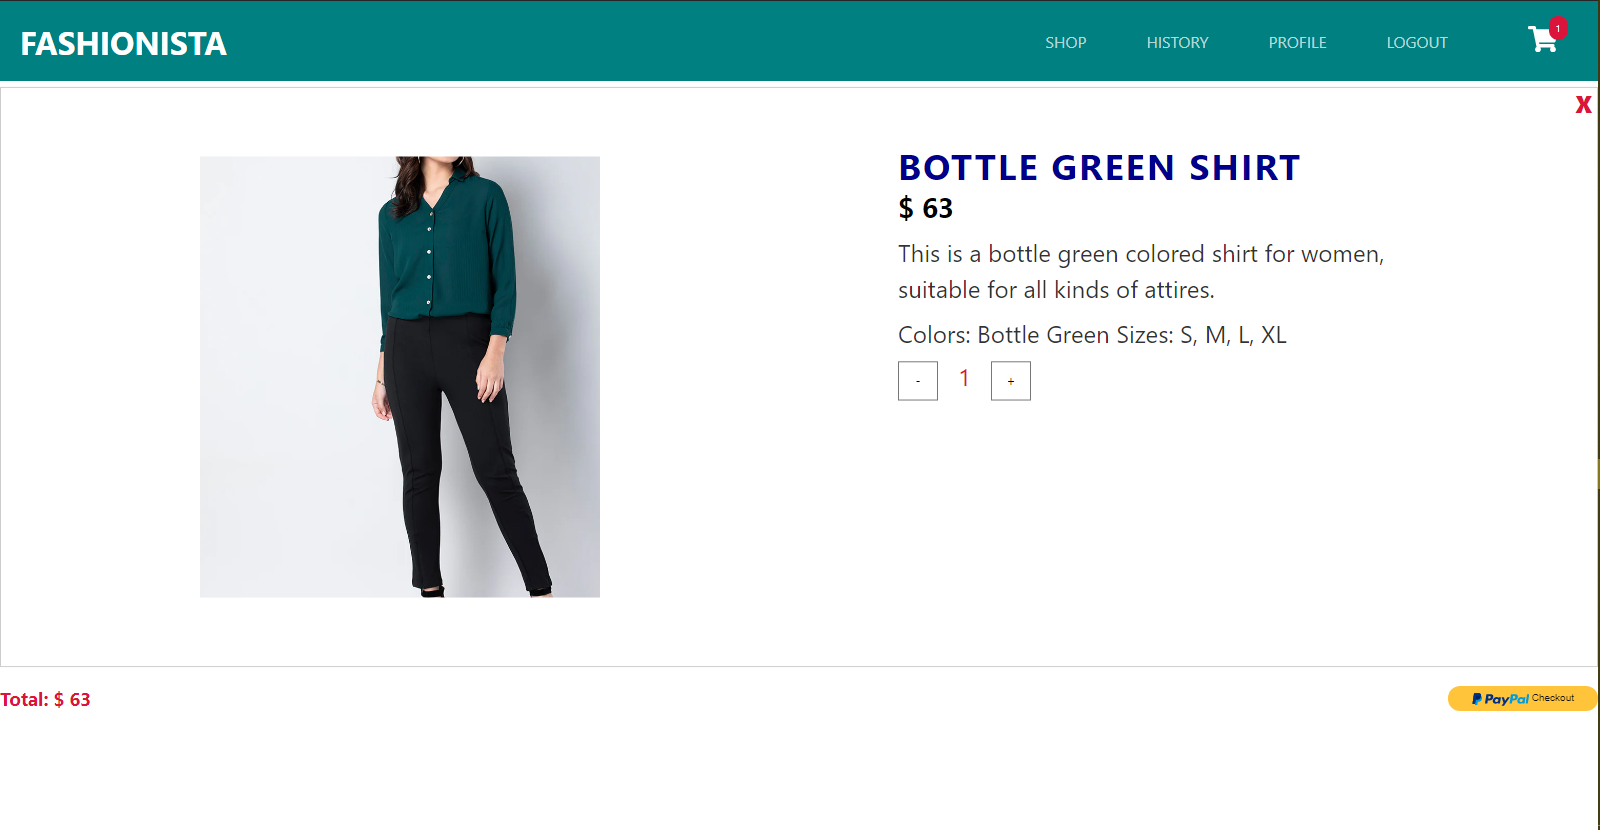 FASHIONISTA
SHOP
HISTORY
PROFILE
LOGOUT
1
X
BOTTLE GREEN SHIRT
$ 63
This is a bottle green colored shirt for women,
suitable for all kinds of attires.
Colors: Bottle Green Sizes: S, M, L, XL
- 1 +
Total: $ 63
PayPal Checkout